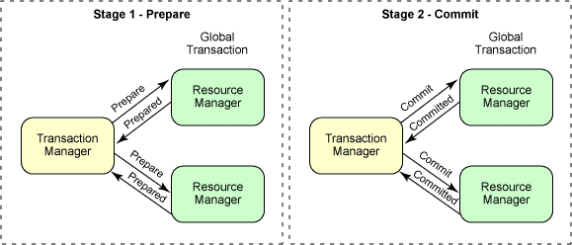 Stage 1 - Prepare
Global
Transaction
Prepare
Prepared
Resource
Manager
Transaction
Manager
Prepare
Prepared
Resource
Manager
Stage 2 - Commit
Global
Transaction
Commit
Committed
Resource
Manager
Transaction
Manager
Commit
Committed
Resource
Manager